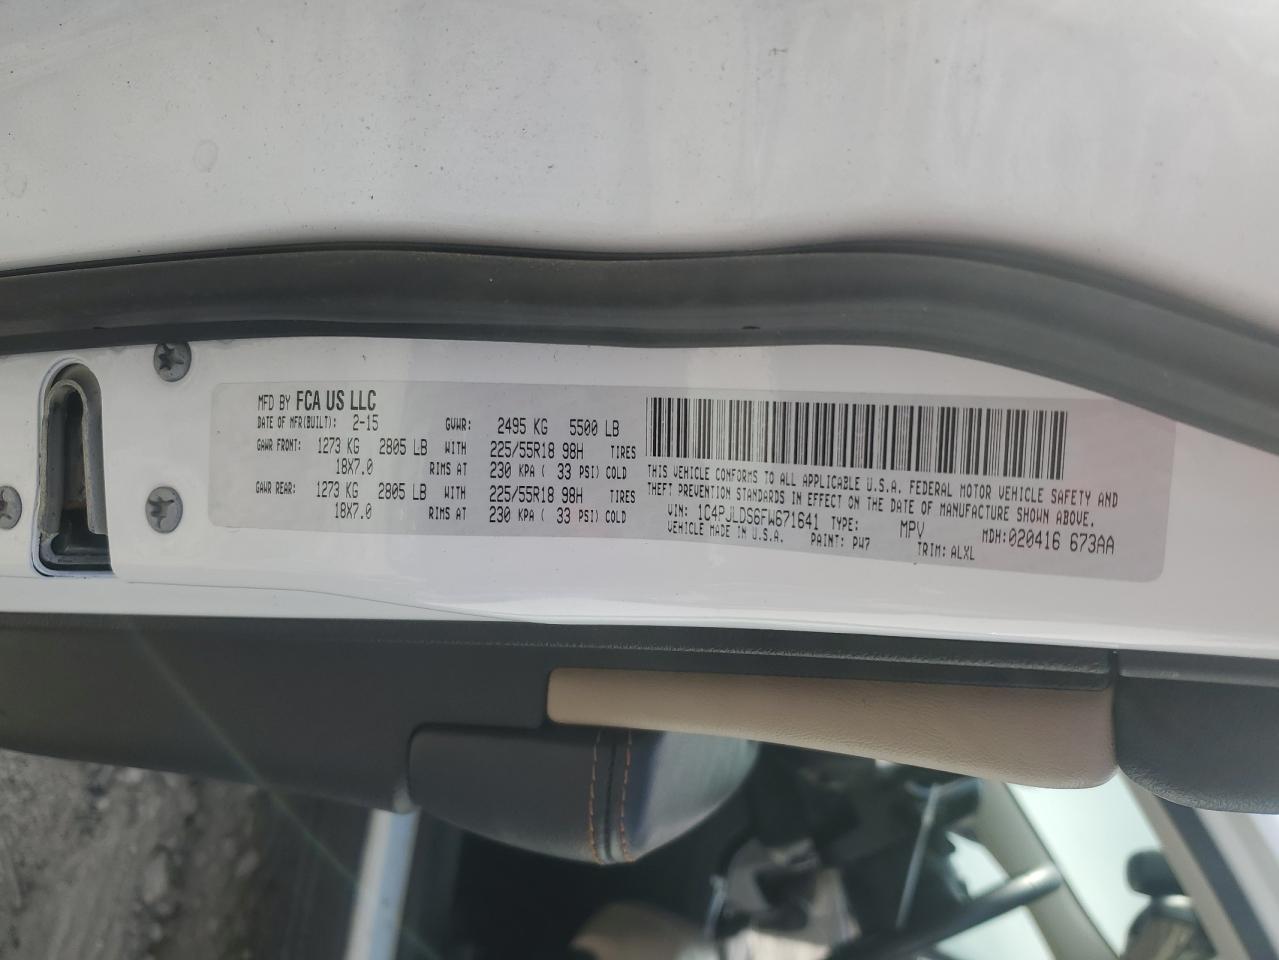 MFD BY FCA US LLC
DATE OF MFR(BUILT): 2-15 GVWR: 2495 KG 5500 LB
GAWR FRONT: 1273 KG 2805 LB WITH 225/55R18 98H TIRES
18X7.0 RIMS AT 230 KPA ( 33 PSI) COLD
GAWR REAR: 1273 KG 2805 LB WITH 225/55R18 98H TIRES
18X7.0 RIMS AT 230 KPA ( 33 PSI) COLD
THIS VEHICLE CONFORMS TO ALL APPLICABLE U.S.A. FEDERAL MOTOR VEHICLE SAFETY AND
THEFT PREVENTION STANDARDS IN EFFECT ON THE DATE OF MANUFACTURE SHOWN ABOVE.
VIN: 1C4PJLDS6FW671641 TYPE: MPV MDH:020416 673AA
VEHICLE MADE IN U.S.A. PAINT: PW7 TRIM: ALXL